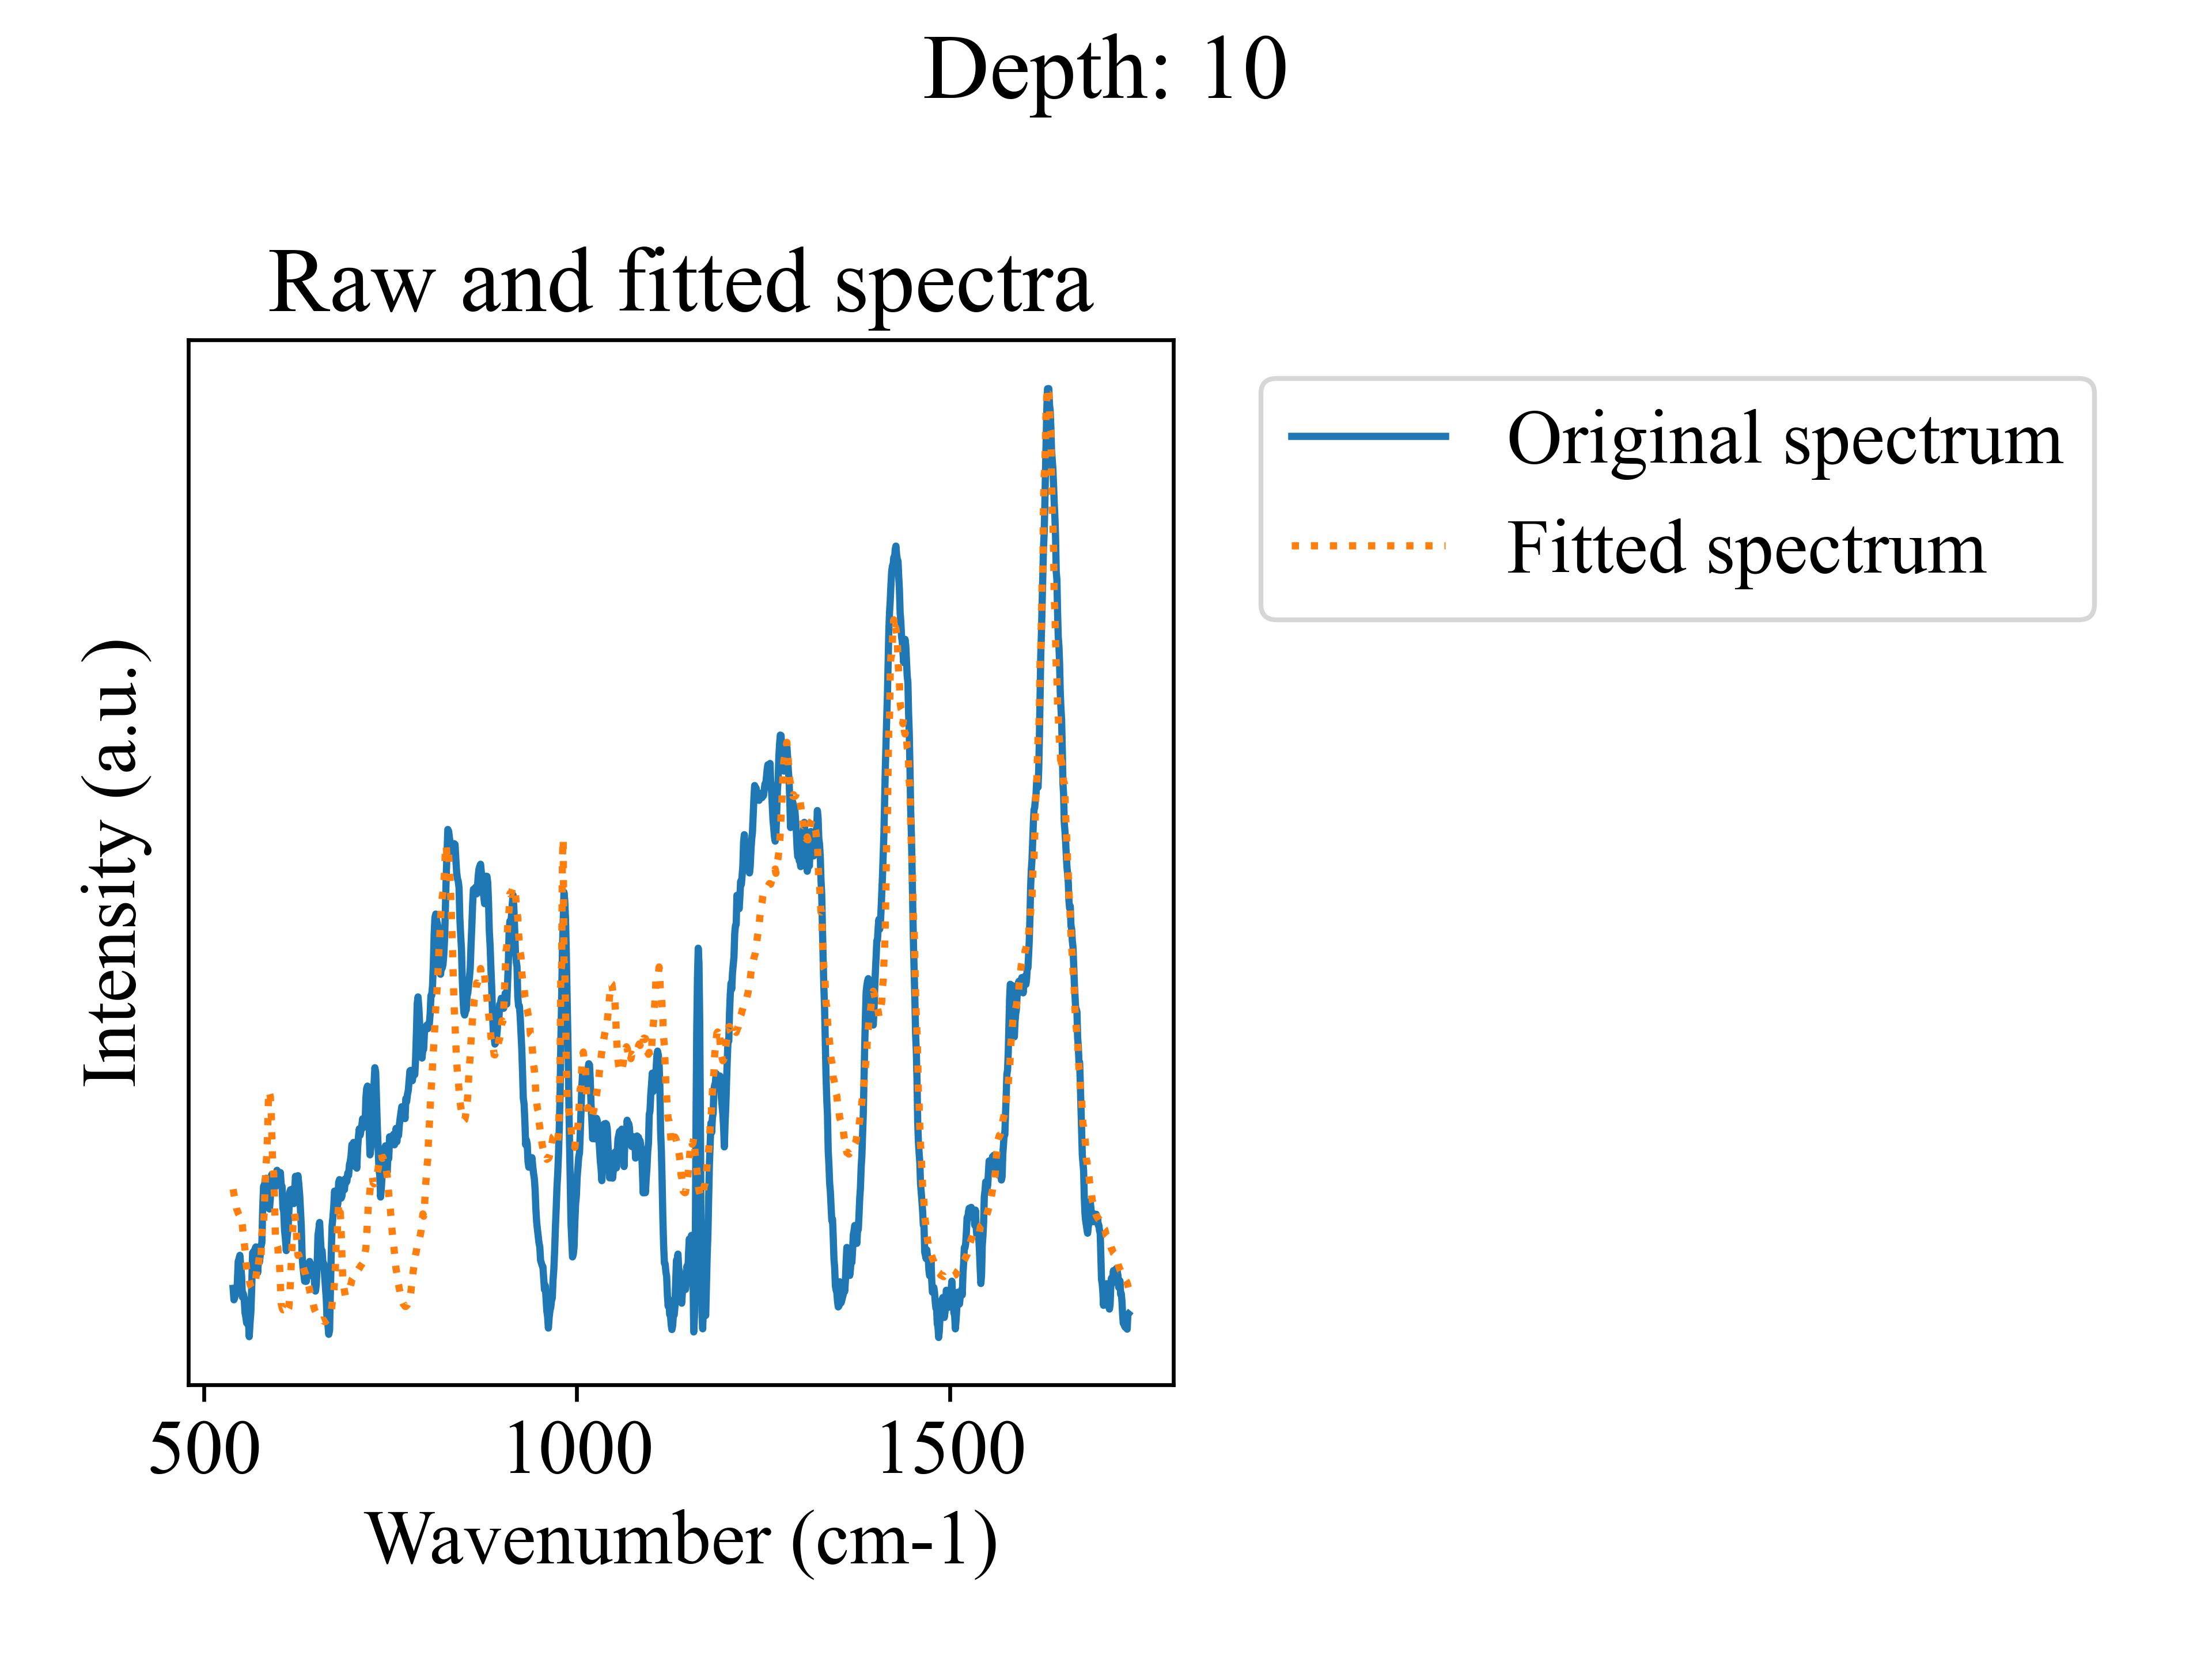 Depth: 10
Raw and fitted spectra
Original spectrum
Fitted spectrum
Intensity (a.u.)
500 1000 1500
Wavenumber (cm-1)